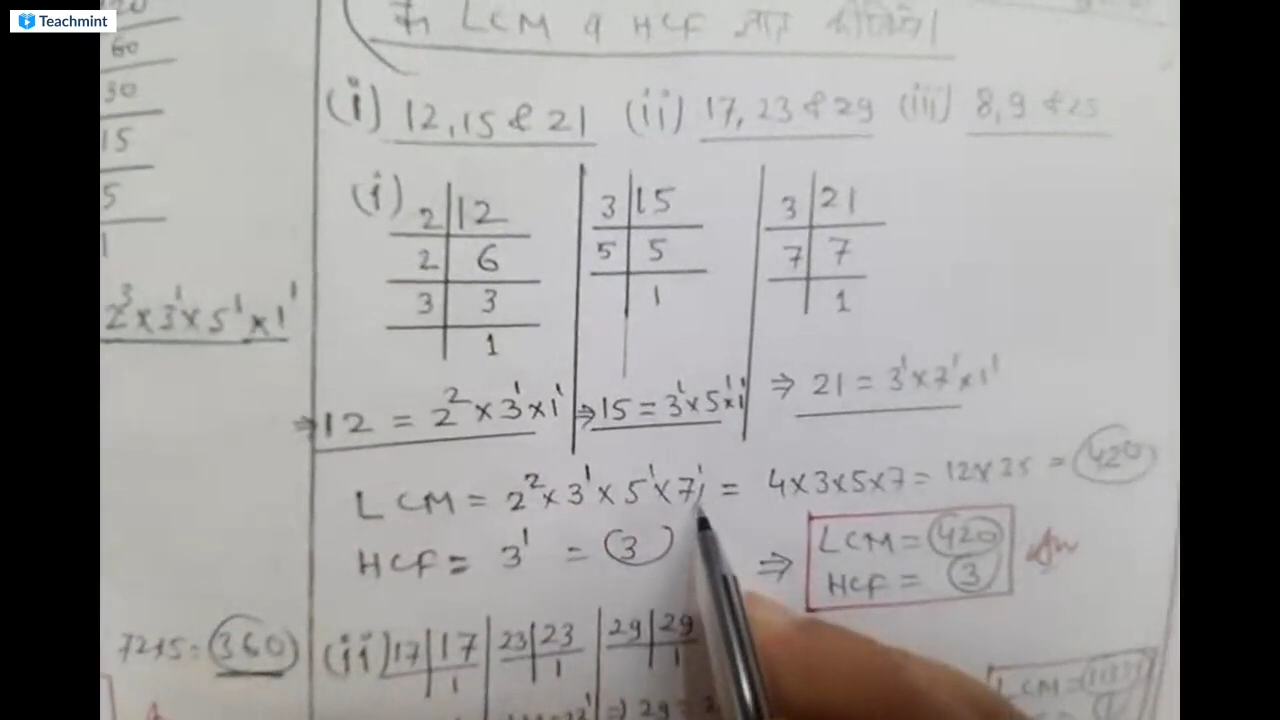 Teachmint
60
30
15
5
1
2³×3¹×5¹×1¹
LCM व HCF ज्ञात कीजिये।
(i) 12,15 & 21 (ii) 17, 23 & 29 (iii) 8,9 & 25
(i) 2 | 12
2 | 6
3 | 3
1
3 | 15
5 | 5
1
3 | 21
7 | 7
1
⇒ 12 = 2² × 3¹ × 1¹
⇒ 15 = 3¹ × 5¹ × 1¹
⇒ 21 = 3¹ × 7¹ × 1¹
LCM = 2² × 3¹ × 5¹ × 7¹ = 4×3×5×7 = 12×35 = 420
HCF = 3¹ = 3
⇒ LCM = 420 Ans
HCF = 3
72×5 = 360
(ii) 17 | 17
1
23 | 23
1
29 | 29
1
⇒ 29 =
LCM =